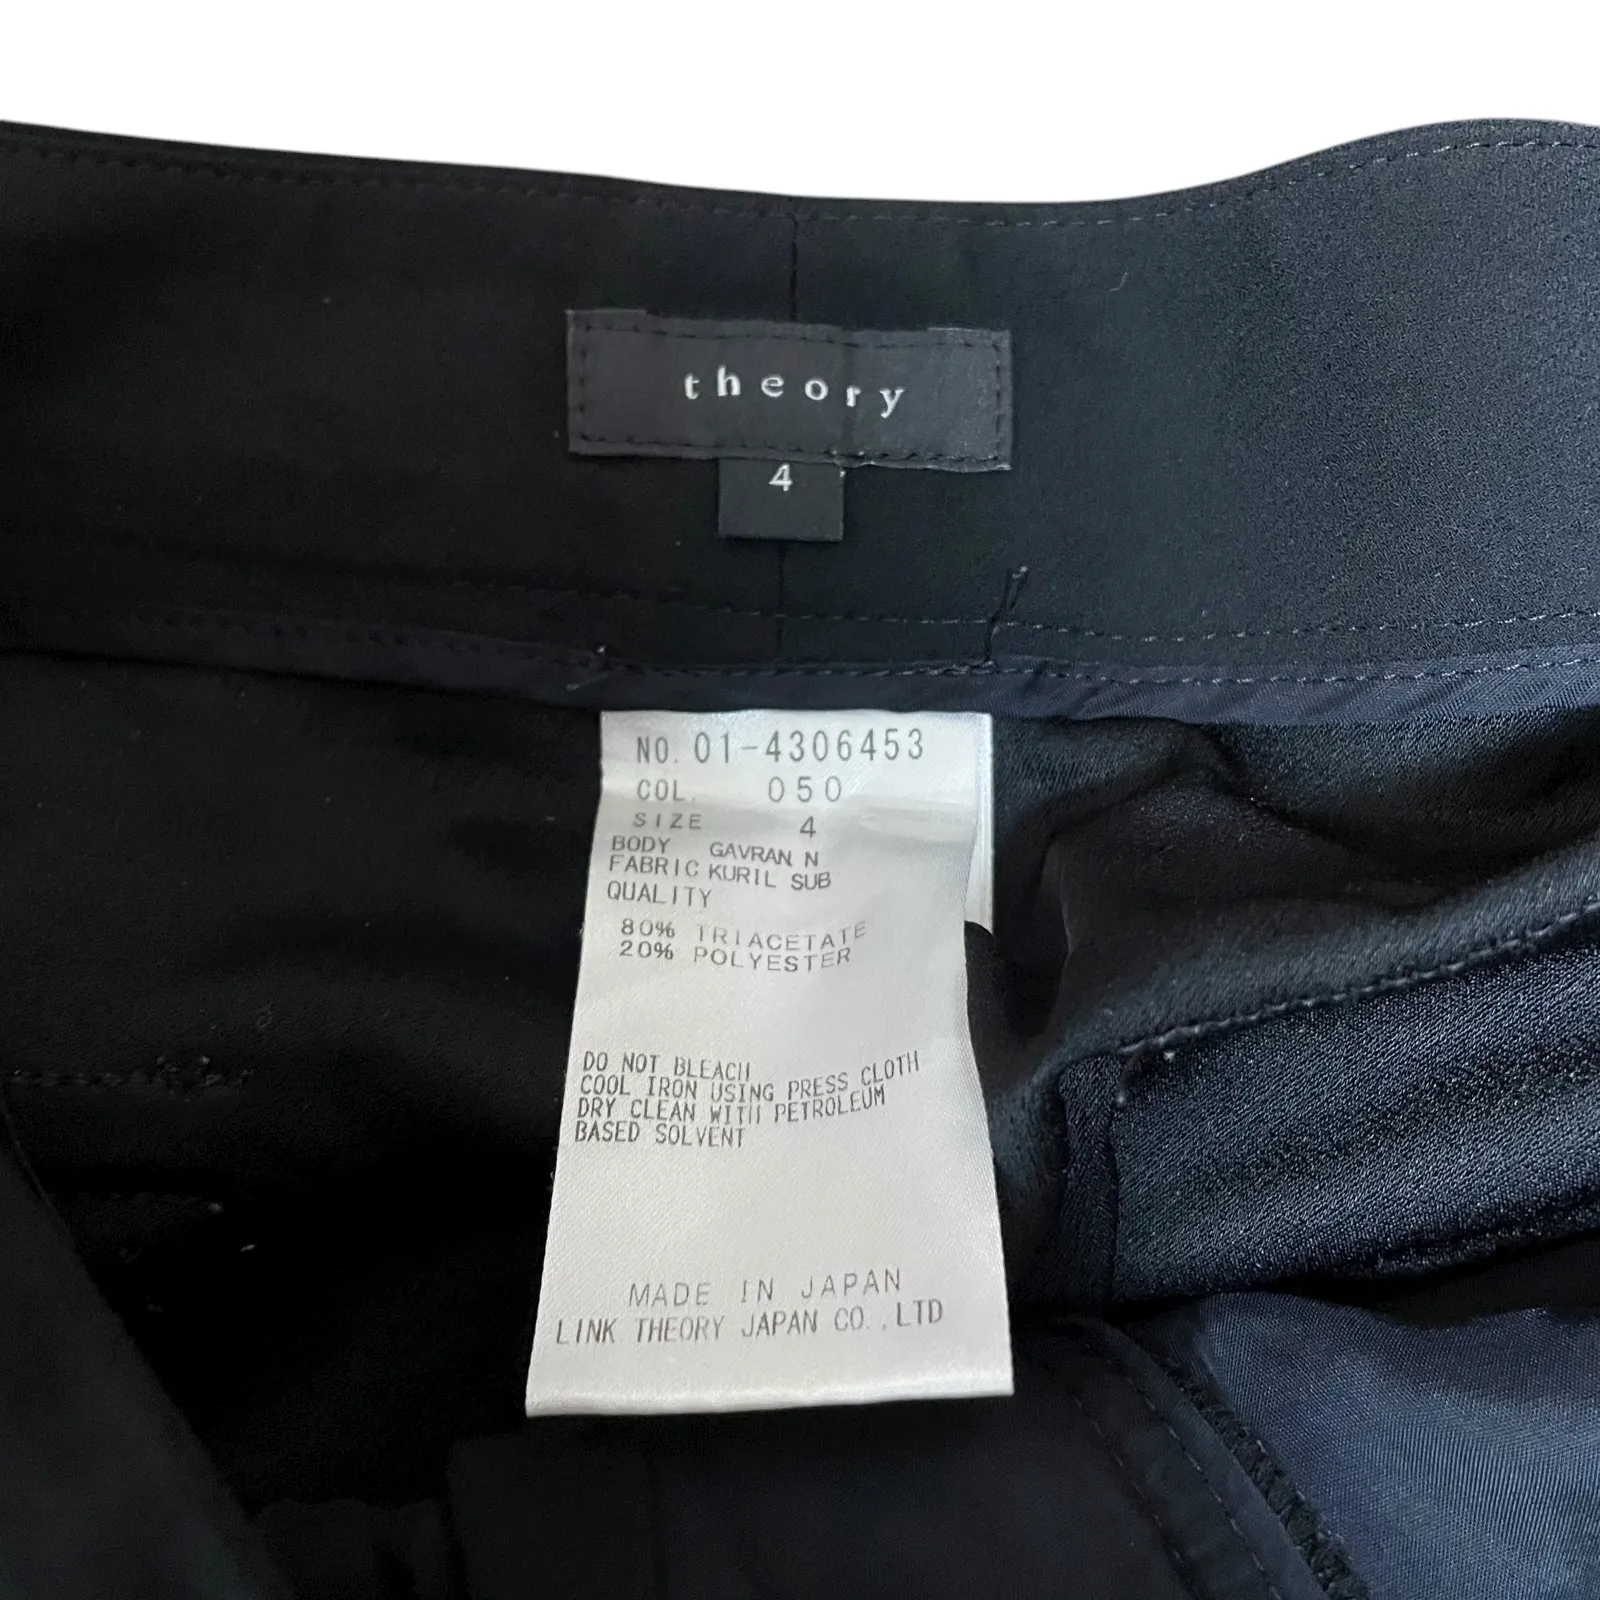 theory
4
NO. 01-4306453
COL. 050
SIZE 4
BODY GAVRAN N
FABRIC KURIL SUB
QUALITY
80% TRIACETATE
20% POLYESTER
DO NOT BLEACH
COOL IRON USING PRESS CLOTH
DRY CLEAN WITH PETROLEUM
BASED SOLVENT
MADE IN JAPAN
LINK THEORY JAPAN CO.,LTD